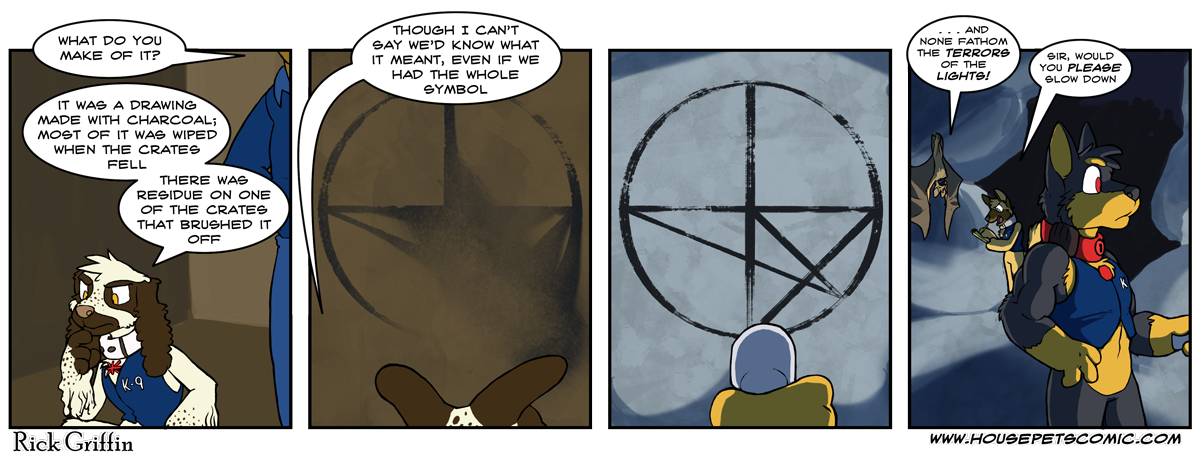 WHAT DO YOU
MAKE OF IT?
IT WAS A DRAWING
MADE WITH CHARCOAL;
MOST OF IT WAS WIPED
WHEN THE CRATES
FELL
THERE WAS
RESIDUE ON ONE
OF THE CRATES
THAT BRUSHED IT
OFF
K-9
THOUGH I CAN'T
SAY WE'D KNOW WHAT
IT MEANT, EVEN IF WE
HAD THE WHOLE
SYMBOL
. . . AND
NONE FATHOM
THE TERRORS
OF THE
LIGHTS!
SIR, WOULD
YOU PLEASE
SLOW DOWN
K
Rick Griffin
WWW.HOUSEPETSCOMIC.COM